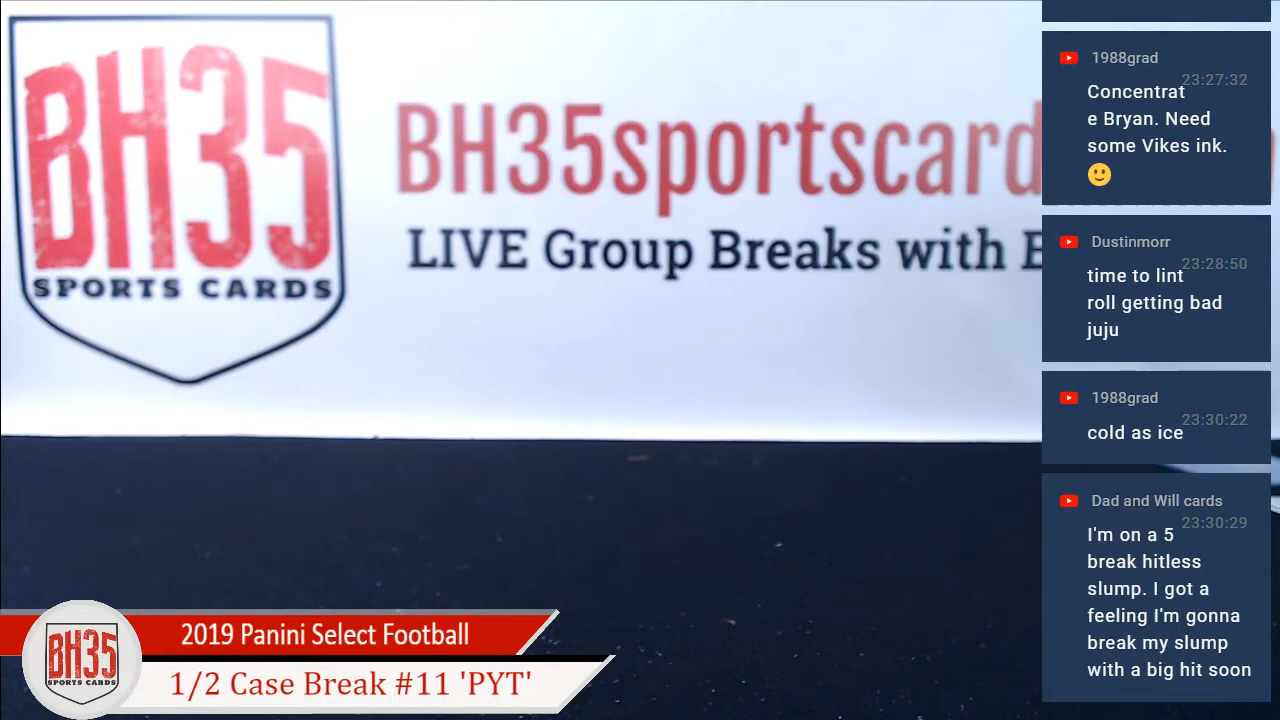 BH35
SPORTS CARDS
BH35sportscard
LIVE Group Breaks with
1988grad
23:27:32
Concentrat
e Bryan. Need
some Vikes ink.
🙂
Dustinmorr
23:28:50
time to lint
roll getting bad
juju
1988grad
23:30:22
cold as ice
Dad and Will cards
23:30:29
I'm on a 5
break hitless
slump. I got a
feeling I'm gonna
break my slump
with a big hit soon
BH35
SPORTS CARDS
2019 Panini Select Football
1/2 Case Break #11 'PYT'